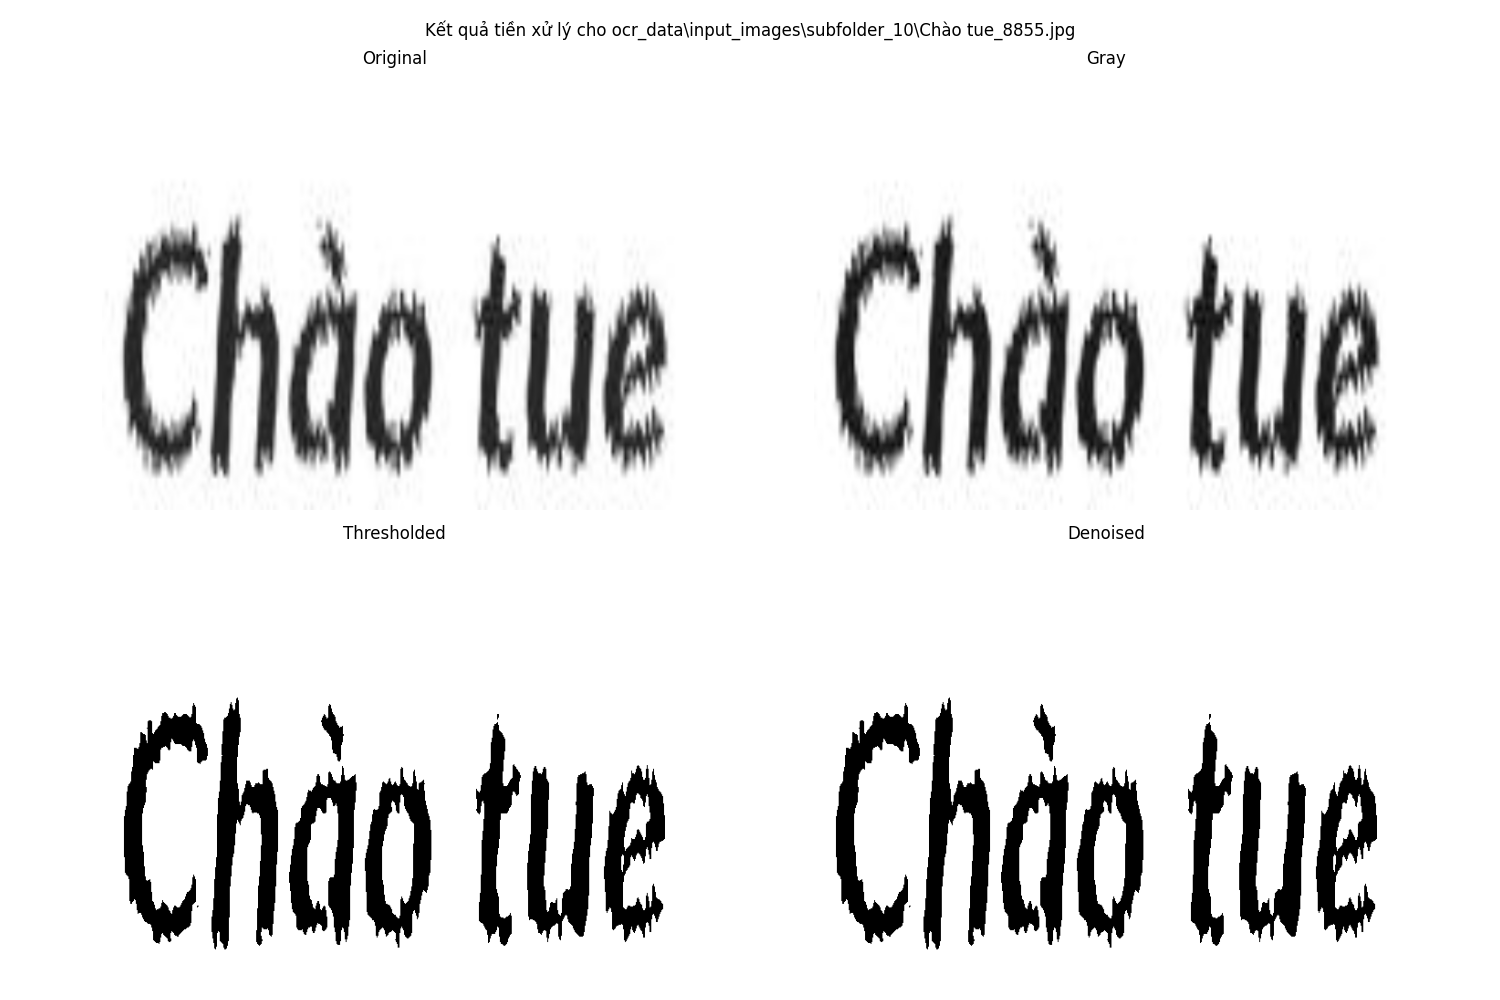 Kết quả tiền xử lý cho ocr_data\input_images\subfolder_10\Chào tue_8855.jpg
Original
Gray
Chào tue
Chào tue
Thresholded
Denoised
Chào tue
Chào tue